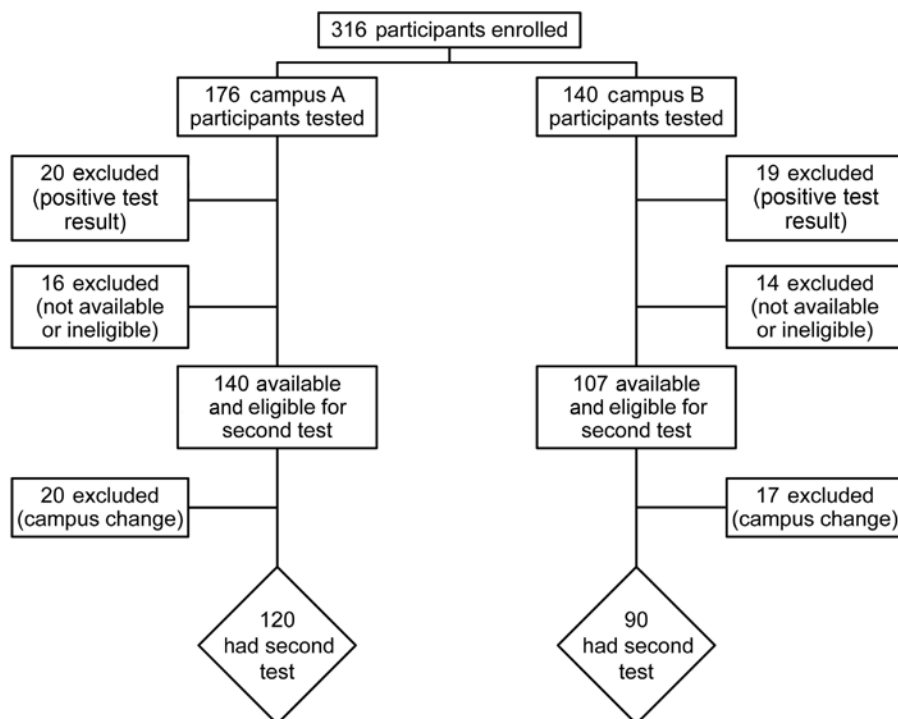 316 participants enrolled
176 campus A
participants tested
140 campus B
participants tested
20 excluded
(positive test
result)
19 excluded
(positive test
result)
16 excluded
(not available
or ineligible)
14 excluded
(not available
or ineligible)
140 available
and eligible for
second test
107 available
and eligible for
second test
20 excluded
(campus change)
17 excluded
(campus change)
120
had second
test
90
had second
test